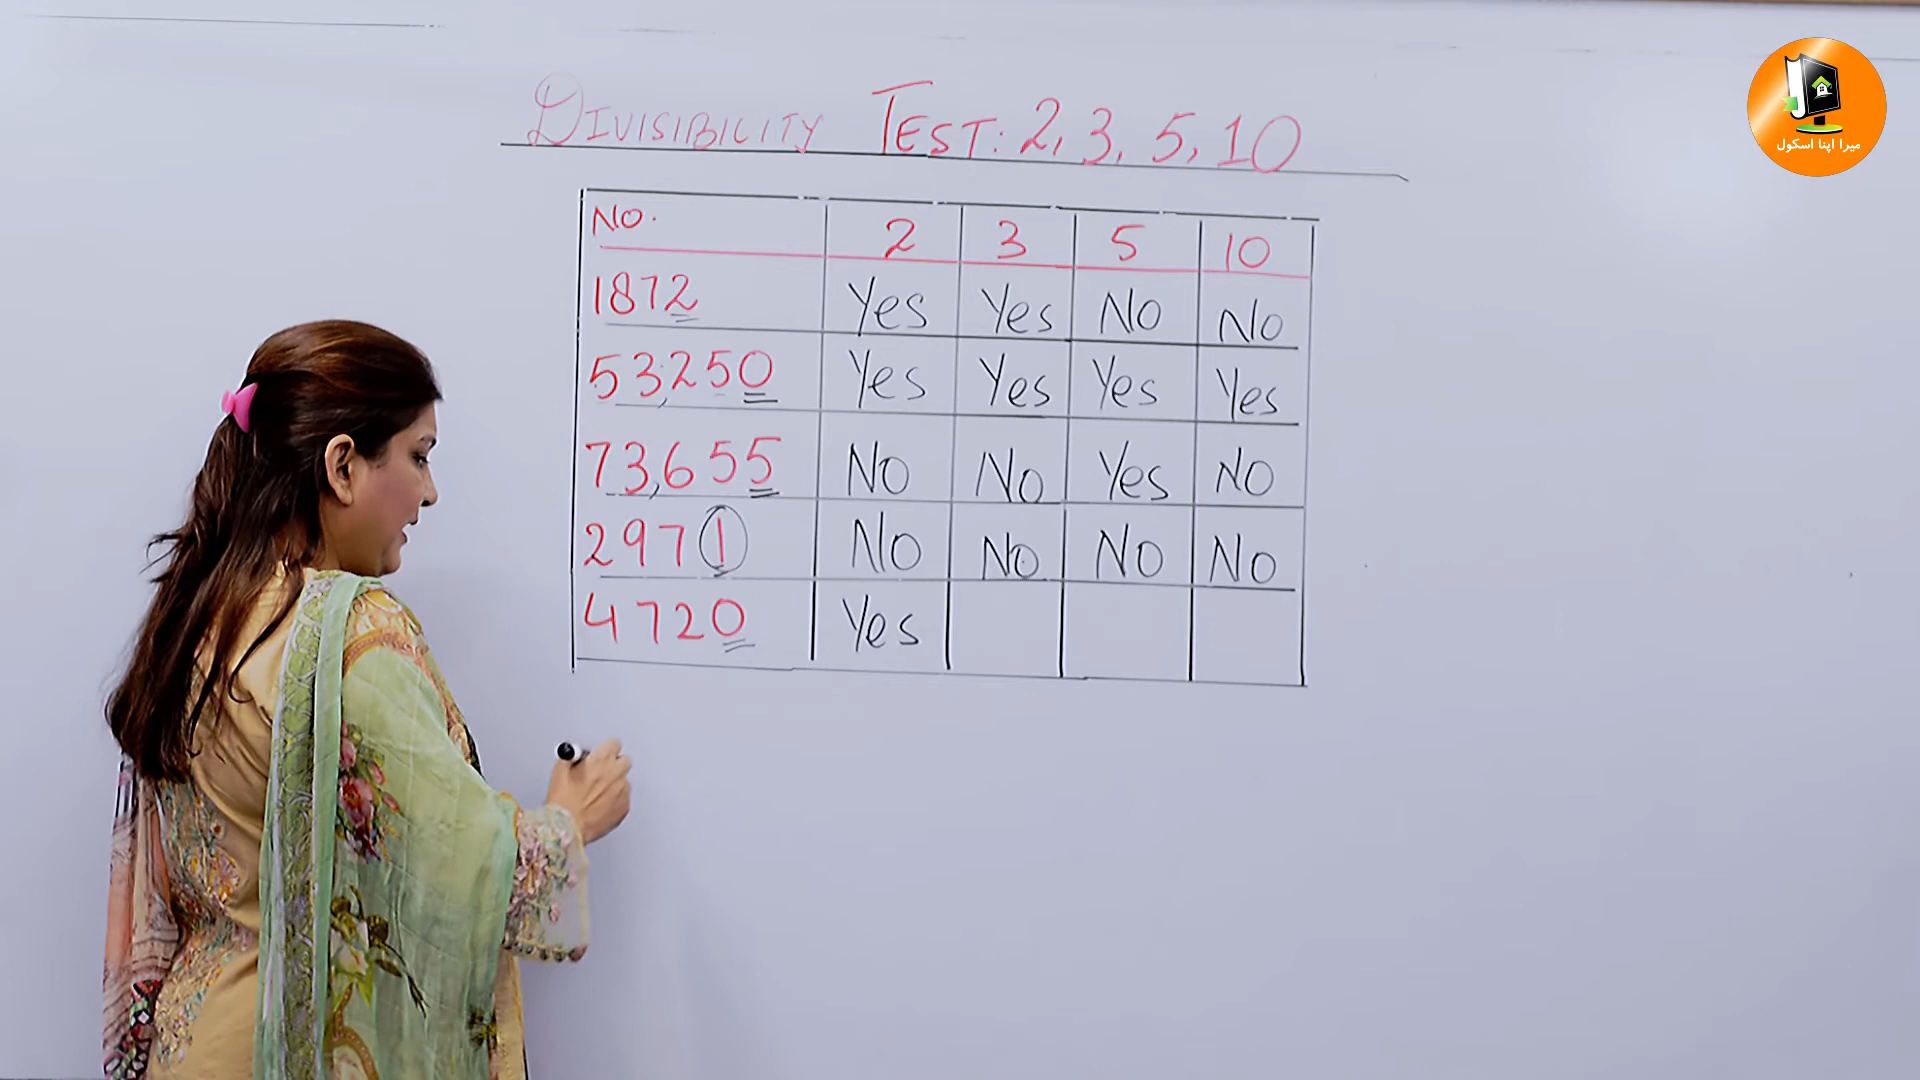 DIVISIBILITY TEST: 2, 3, 5, 10
میرا اپنا اسکول
NO. 2 3 5 10
1872 Yes Yes No No
53,250 Yes Yes Yes Yes
73,655 No No Yes No
2971 No No No No
4720 Yes